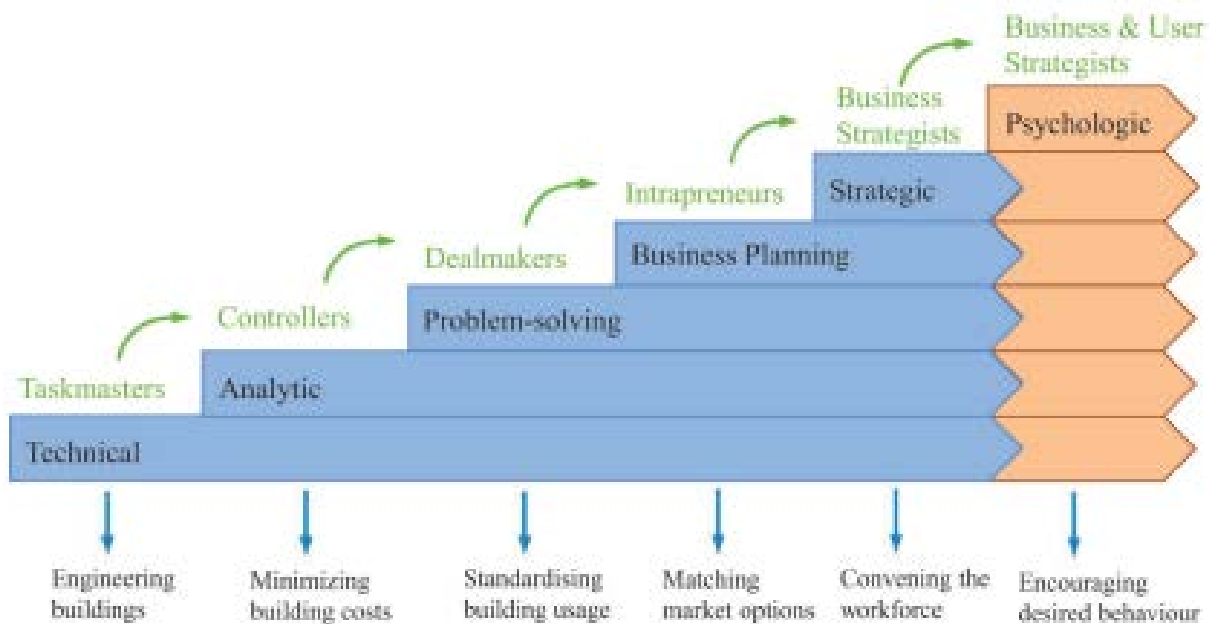 Business & User
Strategists
Business
Strategists
Psychologic
Intrapreneurs
Strategic
Dealmakers
Business Planning
Controllers
Problem-solving
Taskmasters
Analytic
Technical
Engineering
buildings
Minimizing
building costs
Standardising
building usage
Matching
market options
Convening the
workforce
Encouraging
desired behaviour